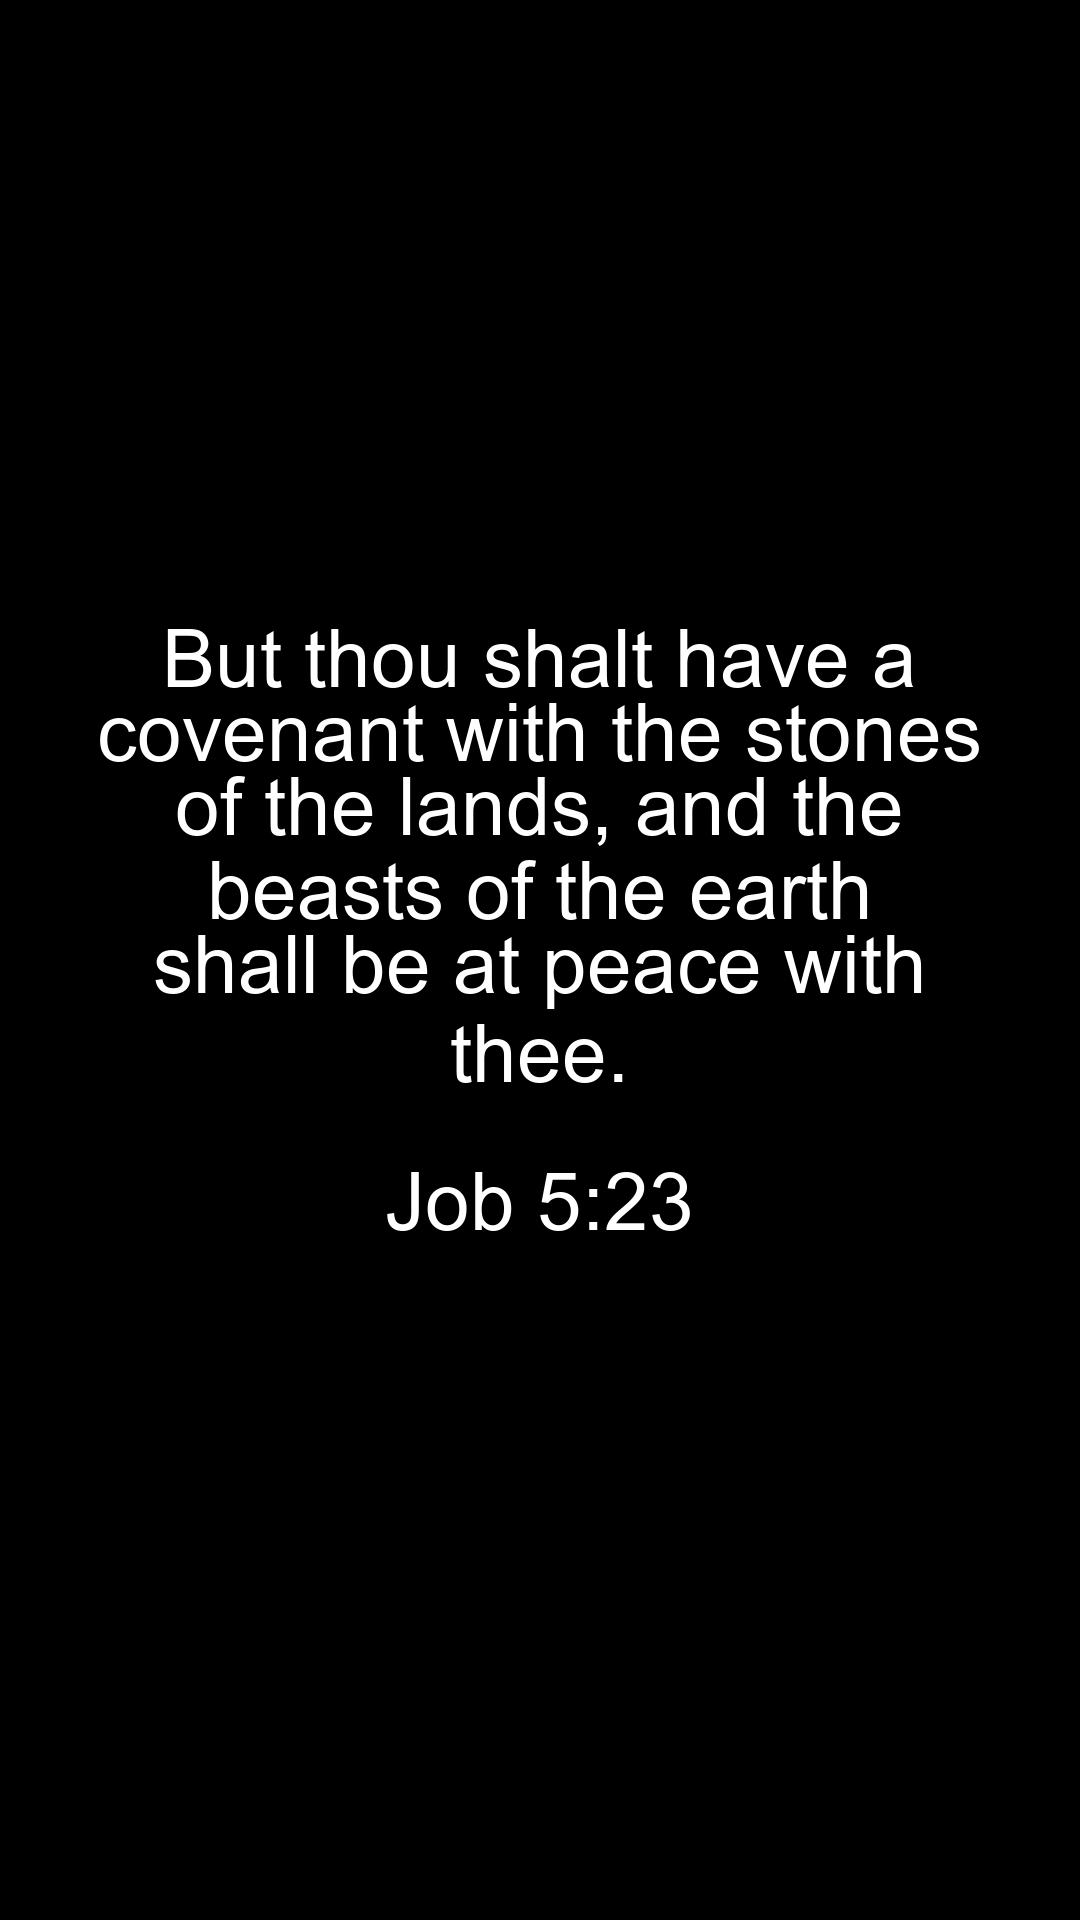 But thou shalt have a
covenant with the stones
of the lands, and the
beasts of the earth
shall be at peace with
thee.
Job 5:23